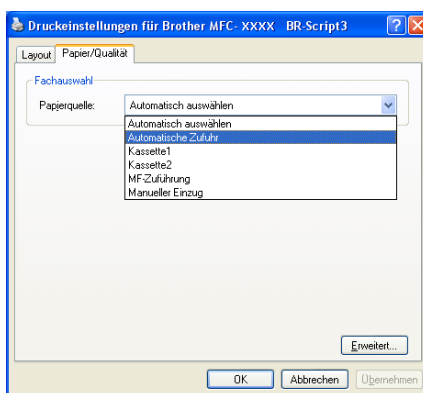 Druckeinstellungen für Brother MFC- XXXX BR-Script3
Layout Papier/Qualität
Fachauswahl
Papierquelle: Automatisch auswählen
Automatisch auswählen
Automatische Zufuhr
Kassette1
Kassette2
MF-Zuführung
Manueller Einzug
Erweitert...
OK Abbrechen Übernehmen